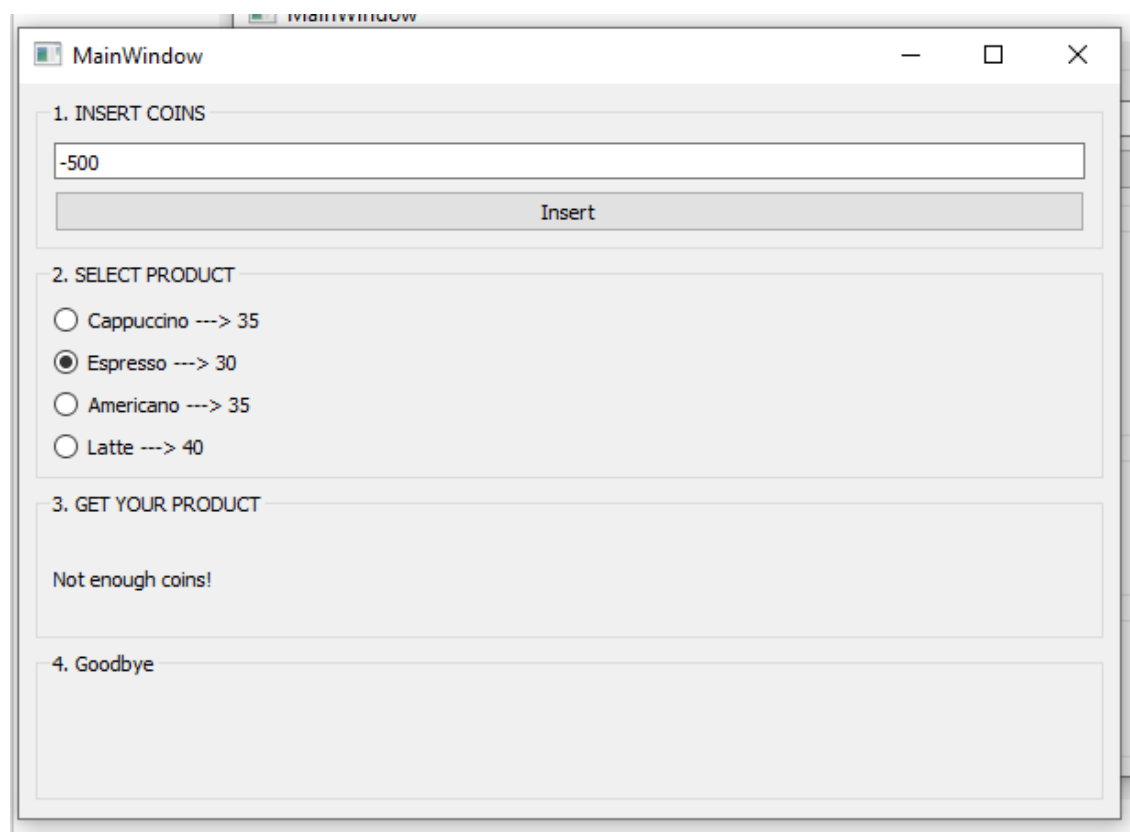 MainWindow
MainWindow
1. INSERT COINS
-500
Insert
2. SELECT PRODUCT
Cappuccino ---> 35
Espresso ---> 30
Americano ---> 35
Latte ---> 40
3. GET YOUR PRODUCT
Not enough coins!
4. Goodbye